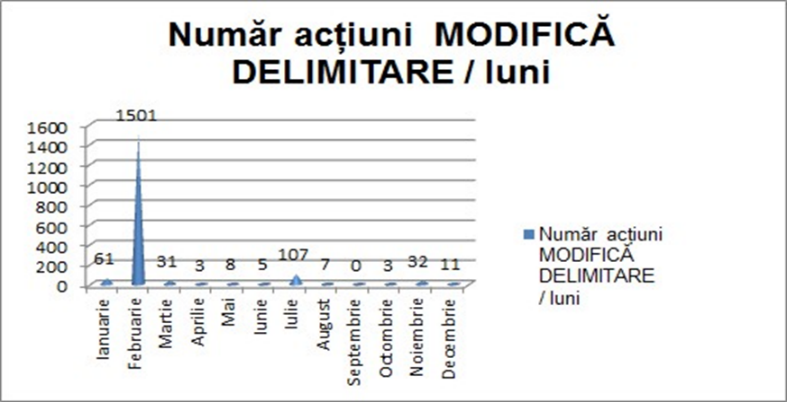 Număr acțiuni MODIFICĂ
DELIMITARE / luni
1501
1600
1400
1200
1000
800
600
400
200
0
61
31
3
8
5
107
7
0
3
32
11
Ianuarie
Februarie
Martie
Aprilie
Mai
Iunie
Iulie
August
Septembrie
Octombrie
Noiembrie
Decembrie
Număr acțiuni
MODIFICĂ
DELIMITARE
/ luni